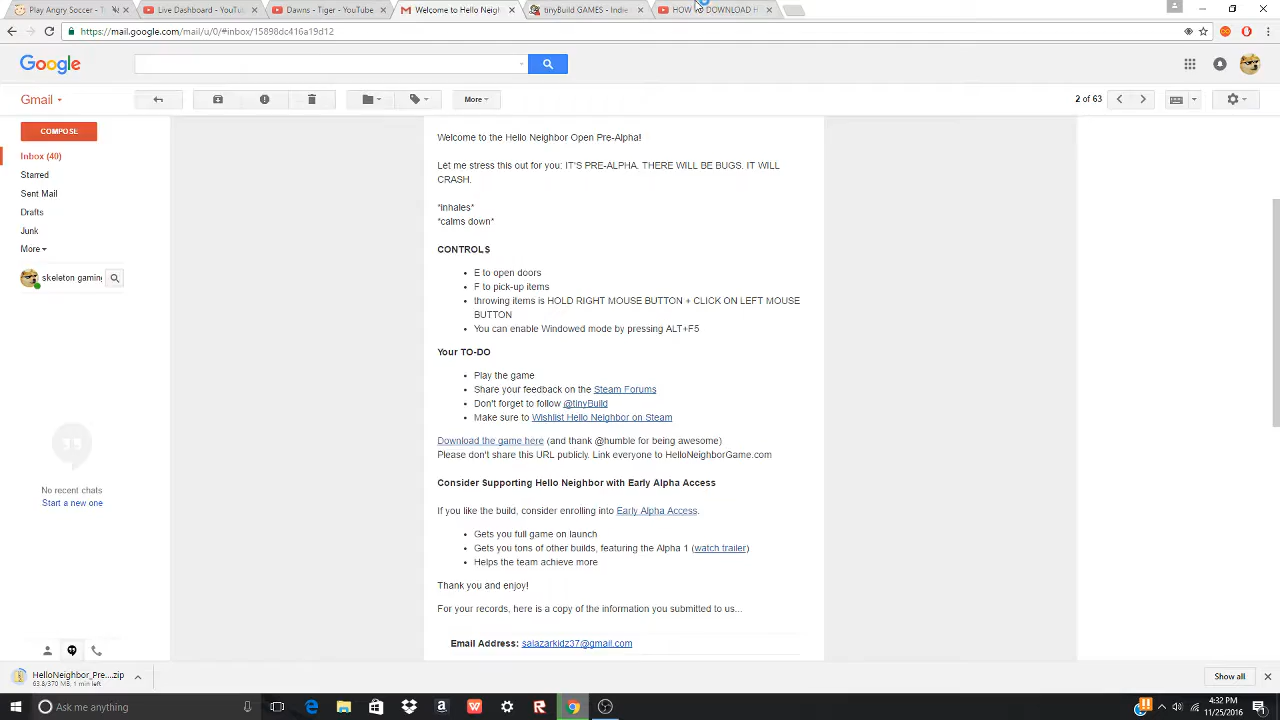 Play Angry Soccer - T
Live Dashboard - YouTu
Dawns - Tiger - YouTube
Welcome to Hello Neigh
tinyBuild GAMES - Indie
HOW TO DOWNLOAD H
https://mail.google.com/mail/u/0/#inbox/15898dc416a19d12
Google
Gmail
More
2 of 63
COMPOSE
Inbox (40)
Starred
Sent Mail
Drafts
Junk
More
skeleton gaming
No recent chats
Start a new one
Welcome to the Hello Neighbor Open Pre-Alpha!
Let me stress this out for you: IT'S PRE-ALPHA. THERE WILL BE BUGS. IT WILL
CRASH.
*inhales*
*calms down*
CONTROLS
E to open doors
F to pick-up items
throwing items is HOLD RIGHT MOUSE BUTTON + CLICK ON LEFT MOUSE
BUTTON
You can enable Windowed mode by pressing ALT+F5
Your TO-DO
Play the game
Share your feedback on the Steam Forums
Don't forget to follow @tinyBuild
Make sure to Wishlist Hello Neighbor on Steam
Download the game here (and thank @humble for being awesome)
Please don't share this URL publicly. Link everyone to HelloNeighborGame.com
Consider Supporting Hello Neighbor with Early Alpha Access
If you like the build, consider enrolling into Early Alpha Access.
Gets you full game on launch
Gets you tons of other builds, featuring the Alpha 1 (watch trailer)
Helps the team achieve more
Thank you and enjoy!
For your records, here is a copy of the information you submitted to us...
Email Address: salazarkidz37@gmail.com
HelloNeighbor_Pre....zip
63.8/370 MB, 1 min left
Show all
Ask me anything
4:32 PM
11/25/2016